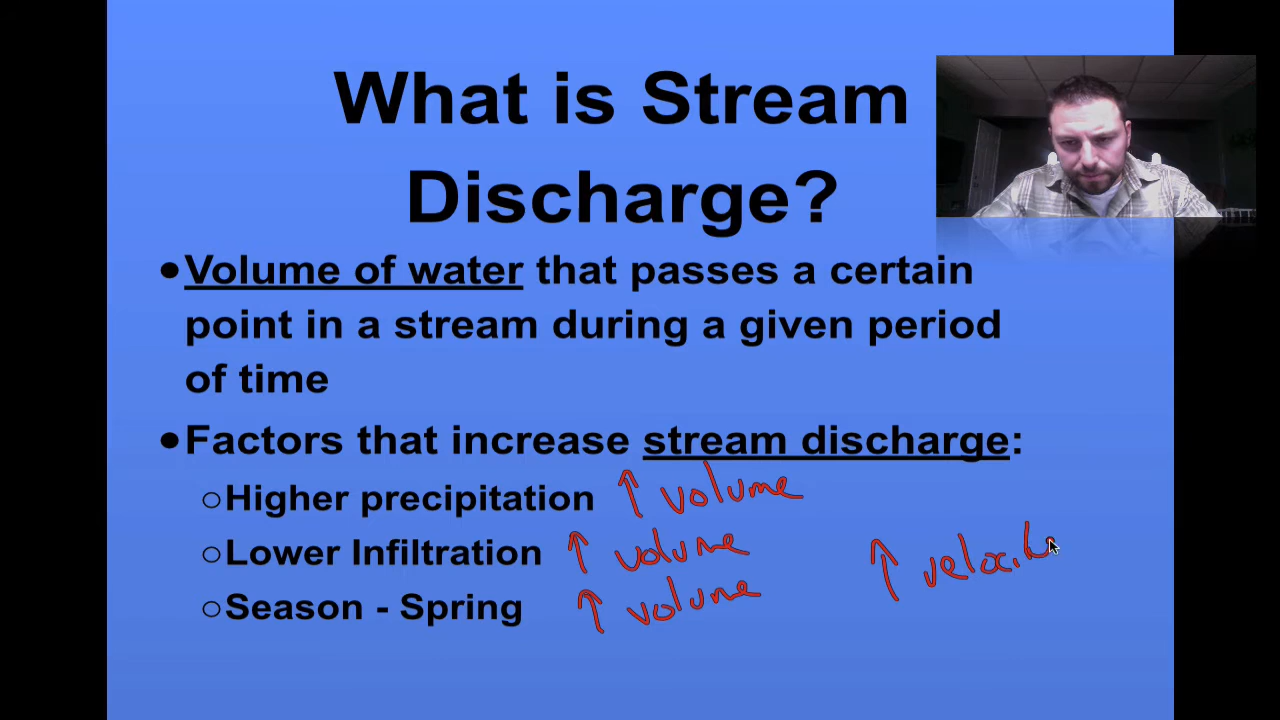 What is Stream
Discharge?
●Volume of water that passes a certain
point in a stream during a given period
of time
●Factors that increase stream discharge:
○Higher precipitation ↑ volume
○Lower Infiltration ↑ volume ↑ velocit
○Season - Spring ↑ volume